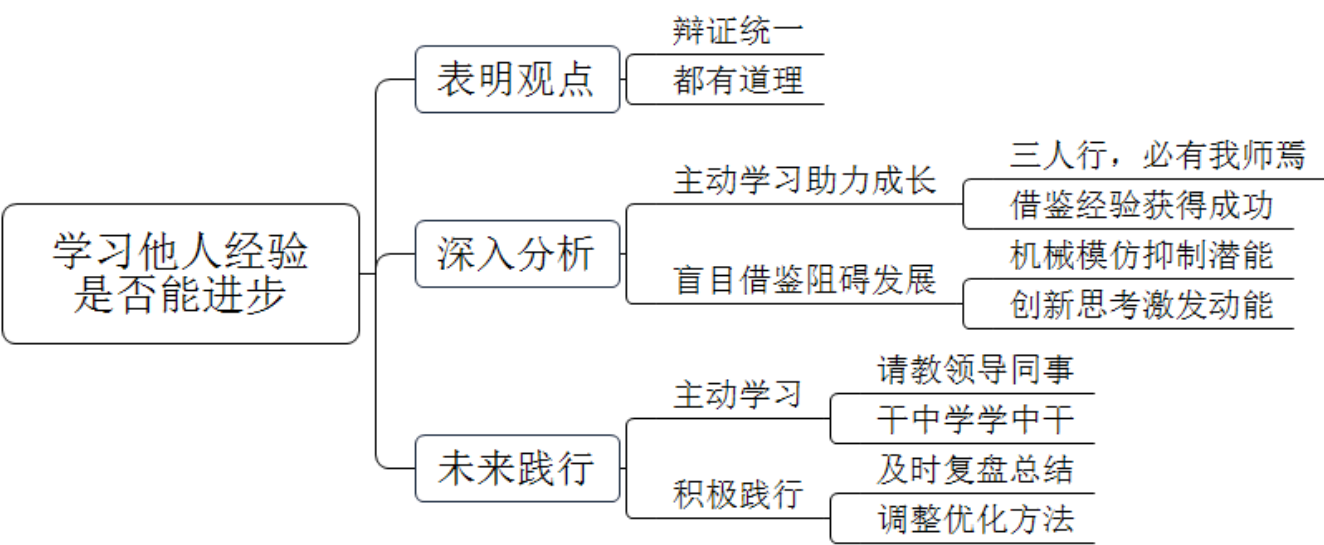 学习他人经验
是否能进步
表明观点
辩证统一
都有道理
深入分析
主动学习助力成长
三人行，必有我师焉
借鉴经验获得成功
盲目借鉴阻碍发展
机械模仿抑制潜能
创新思考激发动能
未来践行
主动学习
请教领导同事
干中学学中干
积极践行
及时复盘总结
调整优化方法